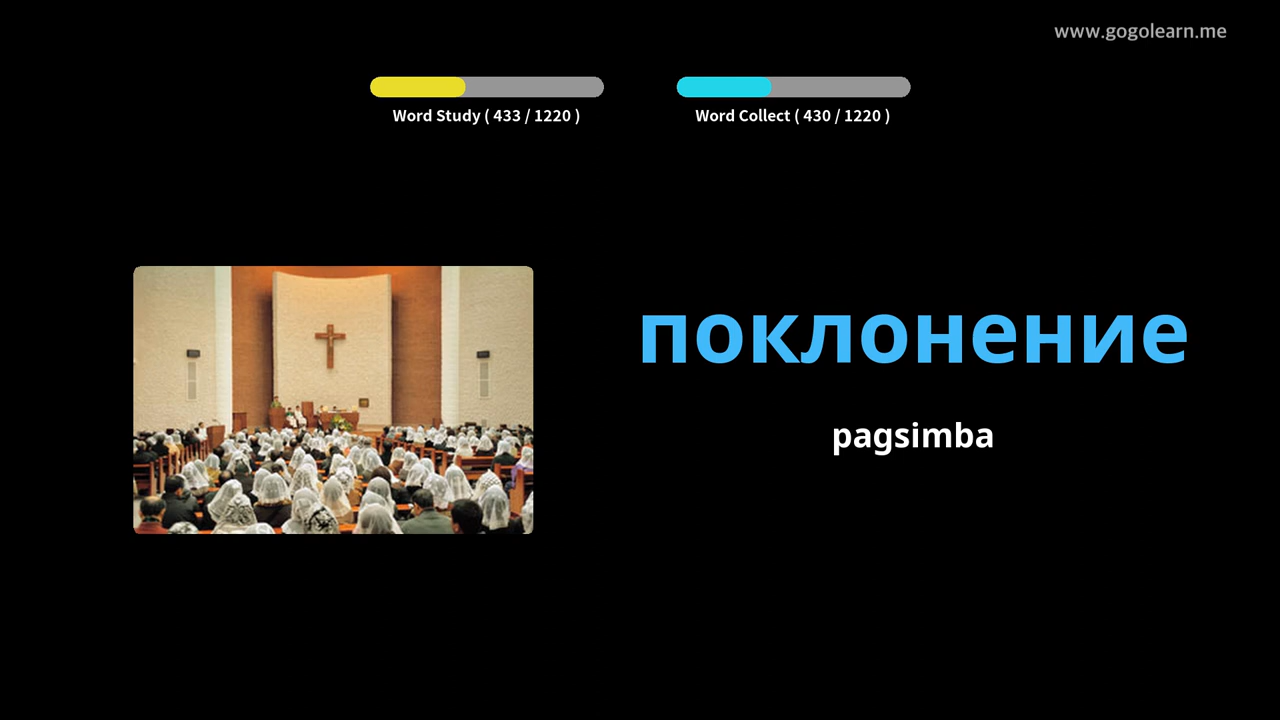 www.gogolearn.me
Word Study ( 433 / 1220 )
Word Collect ( 430 / 1220 )
поклонение
pagsimba